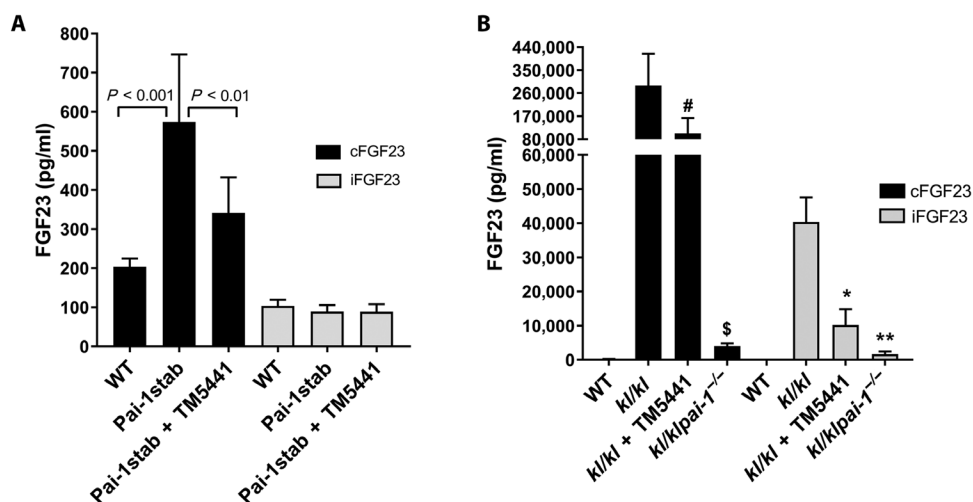 A
800
700
600
500
400
300
200
100
0
FGF23 (pg/ml)
P < 0.001
P < 0.01
cFGF23
iFGF23
WT
Pai-1stab
Pai-1stab + TM5441
WT
Pai-1stab
Pai-1stab + TM5441
B
440,000
350,000
260,000
170,000
80,000
60,000
50,000
40,000
30,000
20,000
10,000
0
FGF23 (pg/ml)
#
$
*
**
cFGF23
iFGF23
WT
kl/kl
kl/kl + TM5441
kl/klpai-1⁻/⁻
WT
kl/kl
kl/kl + TM5441
kl/klpai-1⁻/⁻